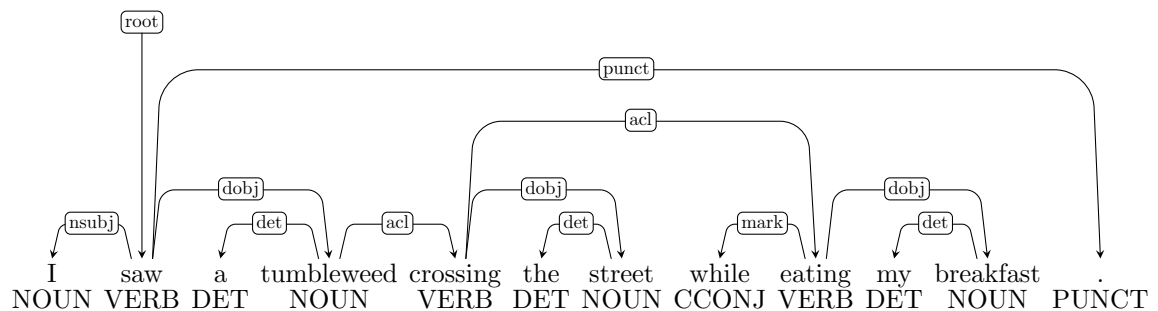 root
punct
acl
dobj dobj dobj
nsubj det acl det mark det
I saw a tumbleweed crossing the street while eating my breakfast .
NOUN VERB DET NOUN VERB DET NOUN CCONJ VERB DET NOUN PUNCT